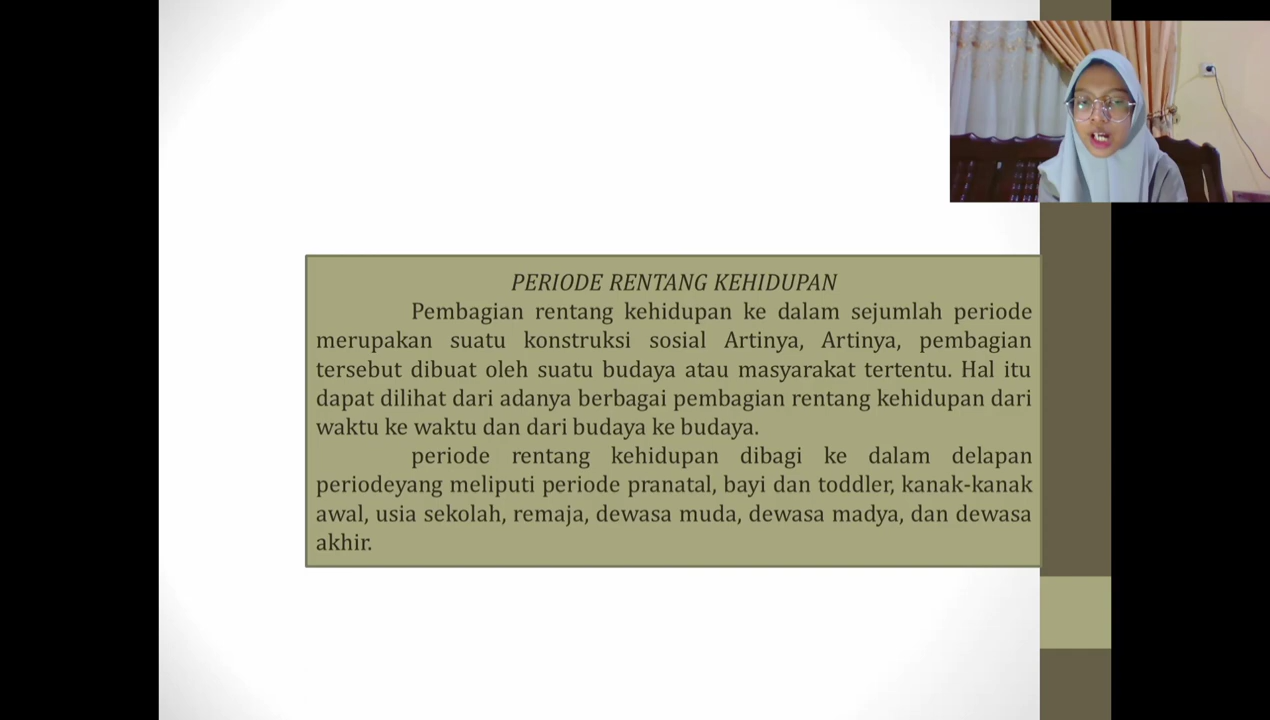 PERIODE RENTANG KEHIDUPAN
Pembagian rentang kehidupan ke dalam sejumlah periode
merupakan suatu konstruksi sosial Artinya, Artinya, pembagian
tersebut dibuat oleh suatu budaya atau masyarakat tertentu. Hal itu
dapat dilihat dari adanya berbagai pembagian rentang kehidupan dari
waktu ke waktu dan dari budaya ke budaya.
periode rentang kehidupan dibagi ke dalam delapan
periodeyang meliputi periode pranatal, bayi dan toddler, kanak-kanak
awal, usia sekolah, remaja, dewasa muda, dewasa madya, dan dewasa
akhir.